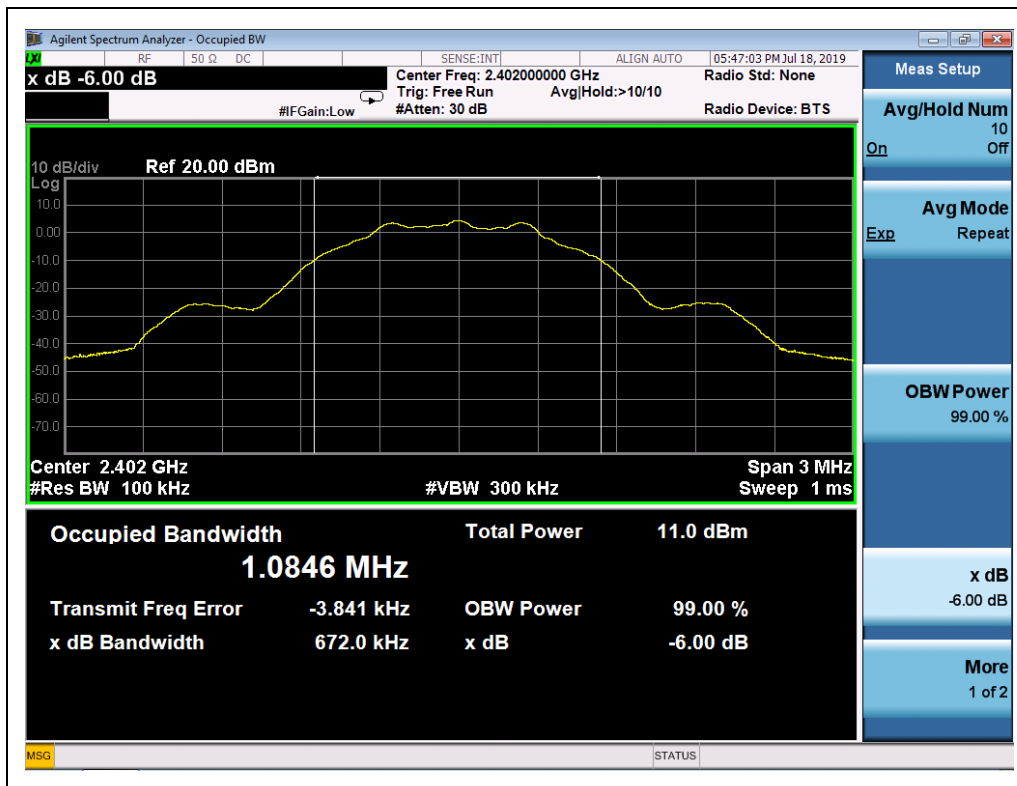 Agilent Spectrum Analyzer - Occupied BW
LXI RF 50 Ω DC SENSE:INT ALIGN AUTO 05:47:03 PM Jul 18, 2019
x dB -6.00 dB
Center Freq: 2.402000000 GHz
Radio Std: None
Trig: Free Run Avg|Hold:>10/10
#IFGain:Low #Atten: 30 dB Radio Device: BTS
10 dB/div Ref 20.00 dBm
Log
10.0
0.00
-10.0
-20.0
-30.0
-40.0
-50.0
-60.0
-70.0
Center 2.402 GHz Span 3 MHz
#Res BW 100 kHz #VBW 300 kHz Sweep 1 ms
Occupied Bandwidth Total Power 11.0 dBm
1.0846 MHz
Transmit Freq Error -3.841 kHz OBW Power 99.00 %
x dB Bandwidth 672.0 kHz x dB -6.00 dB
Meas Setup
Avg/Hold Num
10
On Off
Avg Mode
Exp Repeat
OBW Power
99.00 %
x dB
-6.00 dB
More
1 of 2
MSG STATUS